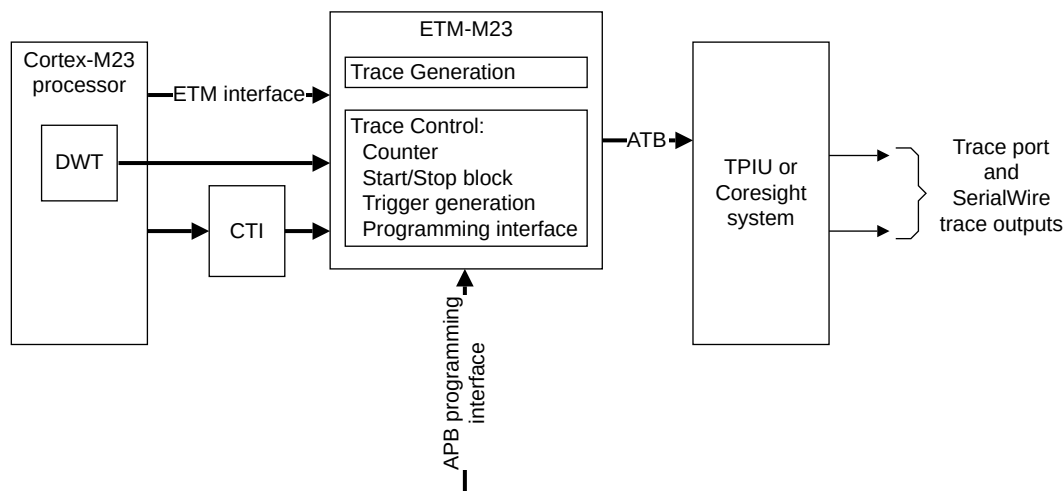 Cortex-M23
processor
DWT
ETM interface
CTI
ETM-M23
Trace Generation
Trace Control:
Counter
Start/Stop block
Trigger generation
Programming interface
APB programming
interface
ATB
TPIU or
Coresight
system
Trace port
and
SerialWire
trace outputs